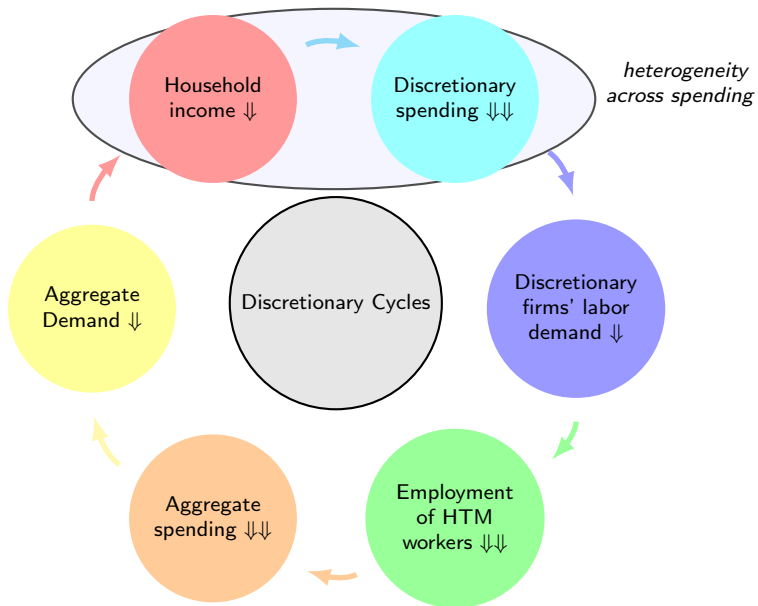 Household
income ⇓
Discretionary
spending ⇓⇓
heterogeneity
across spending
Discretionary
firms' labor
demand ⇓
Employment
of HTM
workers ⇓⇓
Aggregate
spending ⇓⇓
Aggregate
Demand ⇓
Discretionary Cycles